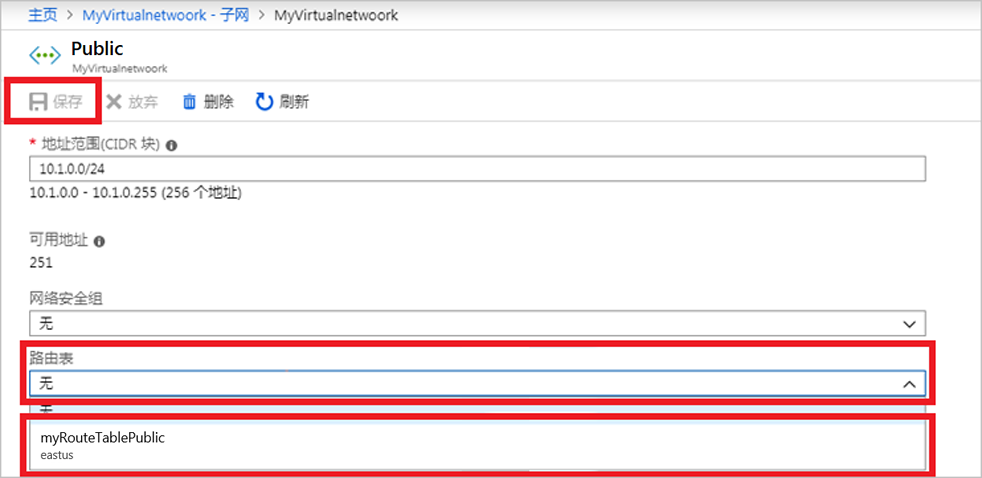 主页 > MyVirtualnetwoork - 子网 > MyVirtualnetwoork
Public
MyVirtualnetwoork
保存 放弃 删除 刷新
* 地址范围(CIDR 块)
10.1.0.0/24
10.1.0.0 - 10.1.0.255 (256 个地址)
可用地址
251
网络安全组
无
路由表
无
无
myRouteTablePublic
eastus